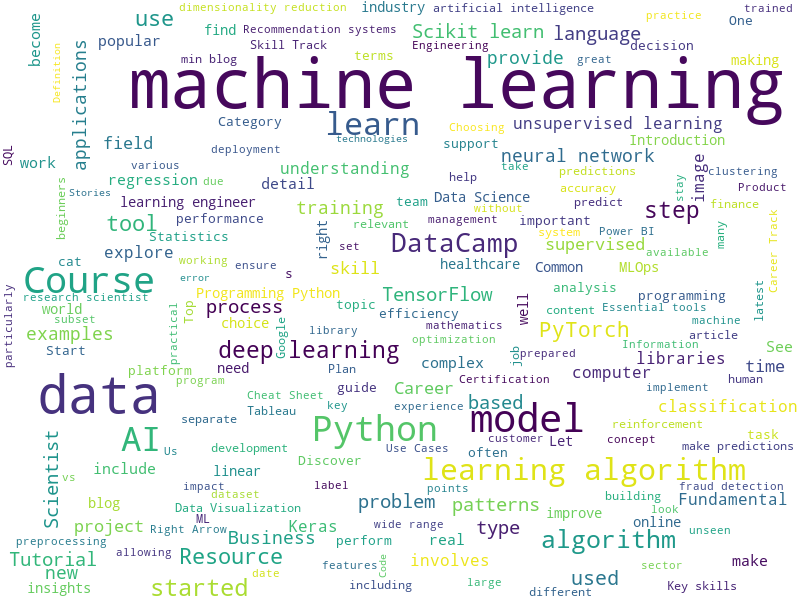 dimensionality reduction
industry
artificial intelligence
practice
trained
become
Definition
use
find
Recommendation systems
Scikit learn
language
One
popular
Skill Track
Engineering
decision
applications
min blog
terms
provide
great
making
machine learning
Category
learn
Choosing
unsupervised learning
technologies
SQL
work
field
deployment
support
neural network
Introduction
various
understanding
take
predictions
image
clustering
regression
due
detail
team
help
Data Science
accuracy
predict
stay
Product
Stories
beginners
learning engineer
training
management
without
step
finance
tool
performance
relevant
important
system
Power BI
many
Career Track
Statistics
right
set
DataCamp
supervised
available
explore
working
ensure
healthcare
Common
MLOps
cat
error
s
skill
analysis
Course
research scientist
Programming Python
topic
TensorFlow
well
content
Essential tools
programming
latest
particularly
world
subset
practical
Top
process
efficiency
PyTorch
Information
machine
examples
choice
Google
library
mathematics
article
Start
deep learning
optimization
job
prepared
libraries
time
See
platform
need
Plan
complex
computer
program
guide
Career
Certification
implement
human
data
Cheat Sheet
key
experience
based
model
classification
separate
Tableau
Python
reinforcement
AI
Us
development
Use Cases
customer
Let
concept
task
often
make predictions
Scientist
vs
include
linear
Discover
learning algorithm
impact
label
points
fraud detection
dataset
building
blog
Data Visualization
problem
patterns
improve
look
Fundamental
project
ML
Right Arrow
Keras
wide range
type
online
unseen
preprocessing
Business
perform
real
algorithm
Tutorial
allowing
Resource
features
Code
involves
sector
make
new
insights
started
date
including
large
used
different
Key skills